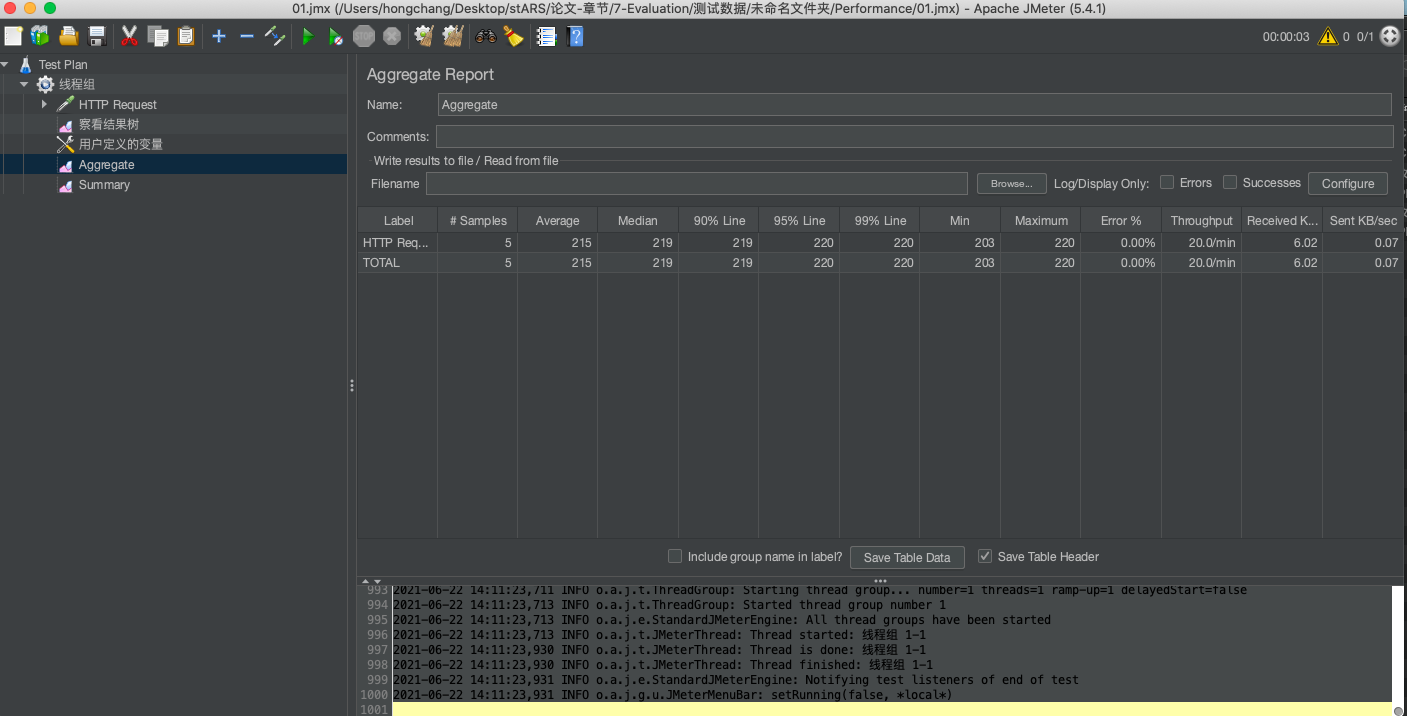 01.jmx (/Users/hongchang/Desktop/stARS/论文-章节/7-Evaluation/测试数据/未命名文件夹/Performance/01.jmx) - Apache JMeter (5.4.1)
STOP 00:00:03 0 0/1
Test Plan
线程组
HTTP Request
察看结果树
用户定义的变量
Aggregate
Summary
Aggregate Report
Name: Aggregate
Comments:
Write results to file / Read from file
Filename Browse... Log/Display Only: Errors Successes Configure
Label # Samples Average Median 90% Line 95% Line 99% Line Min Maximum Error % Throughput Received K... Sent KB/sec
HTTP Req... 5 215 219 219 220 220 203 220 0.00% 20.0/min 6.02 0.07
TOTAL 5 215 219 219 220 220 203 220 0.00% 20.0/min 6.02 0.07
Include group name in label? Save Table Data Save Table Header
993 2021-06-22 14:11:23,711 INFO o.a.j.t.ThreadGroup: Starting thread group... number=1 threads=1 ramp-up=1 delayedStart=false
994 2021-06-22 14:11:23,713 INFO o.a.j.t.ThreadGroup: Started thread group number 1
995 2021-06-22 14:11:23,713 INFO o.a.j.e.StandardJMeterEngine: All thread groups have been started
996 2021-06-22 14:11:23,713 INFO o.a.j.t.JMeterThread: Thread started: 线程组 1-1
997 2021-06-22 14:11:23,930 INFO o.a.j.t.JMeterThread: Thread is done: 线程组 1-1
998 2021-06-22 14:11:23,930 INFO o.a.j.t.JMeterThread: Thread finished: 线程组 1-1
999 2021-06-22 14:11:23,931 INFO o.a.j.e.StandardJMeterEngine: Notifying test listeners of end of test
1000 2021-06-22 14:11:23,931 INFO o.a.j.g.u.JMeterMenuBar: setRunning(false, *local*)
1001